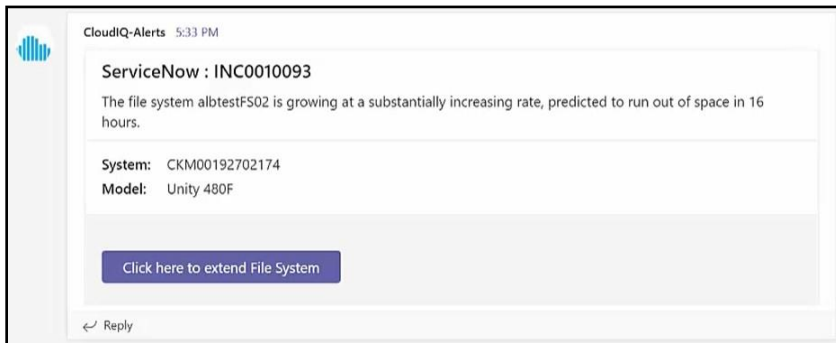 CloudIQ-Alerts 5:33 PM
ServiceNow : INC0010093
The file system albtestFS02 is growing at a substantially increasing rate, predicted to run out of space in 16
hours.
System: CKM00192702174
Model: Unity 480F
Click here to extend File System
Reply